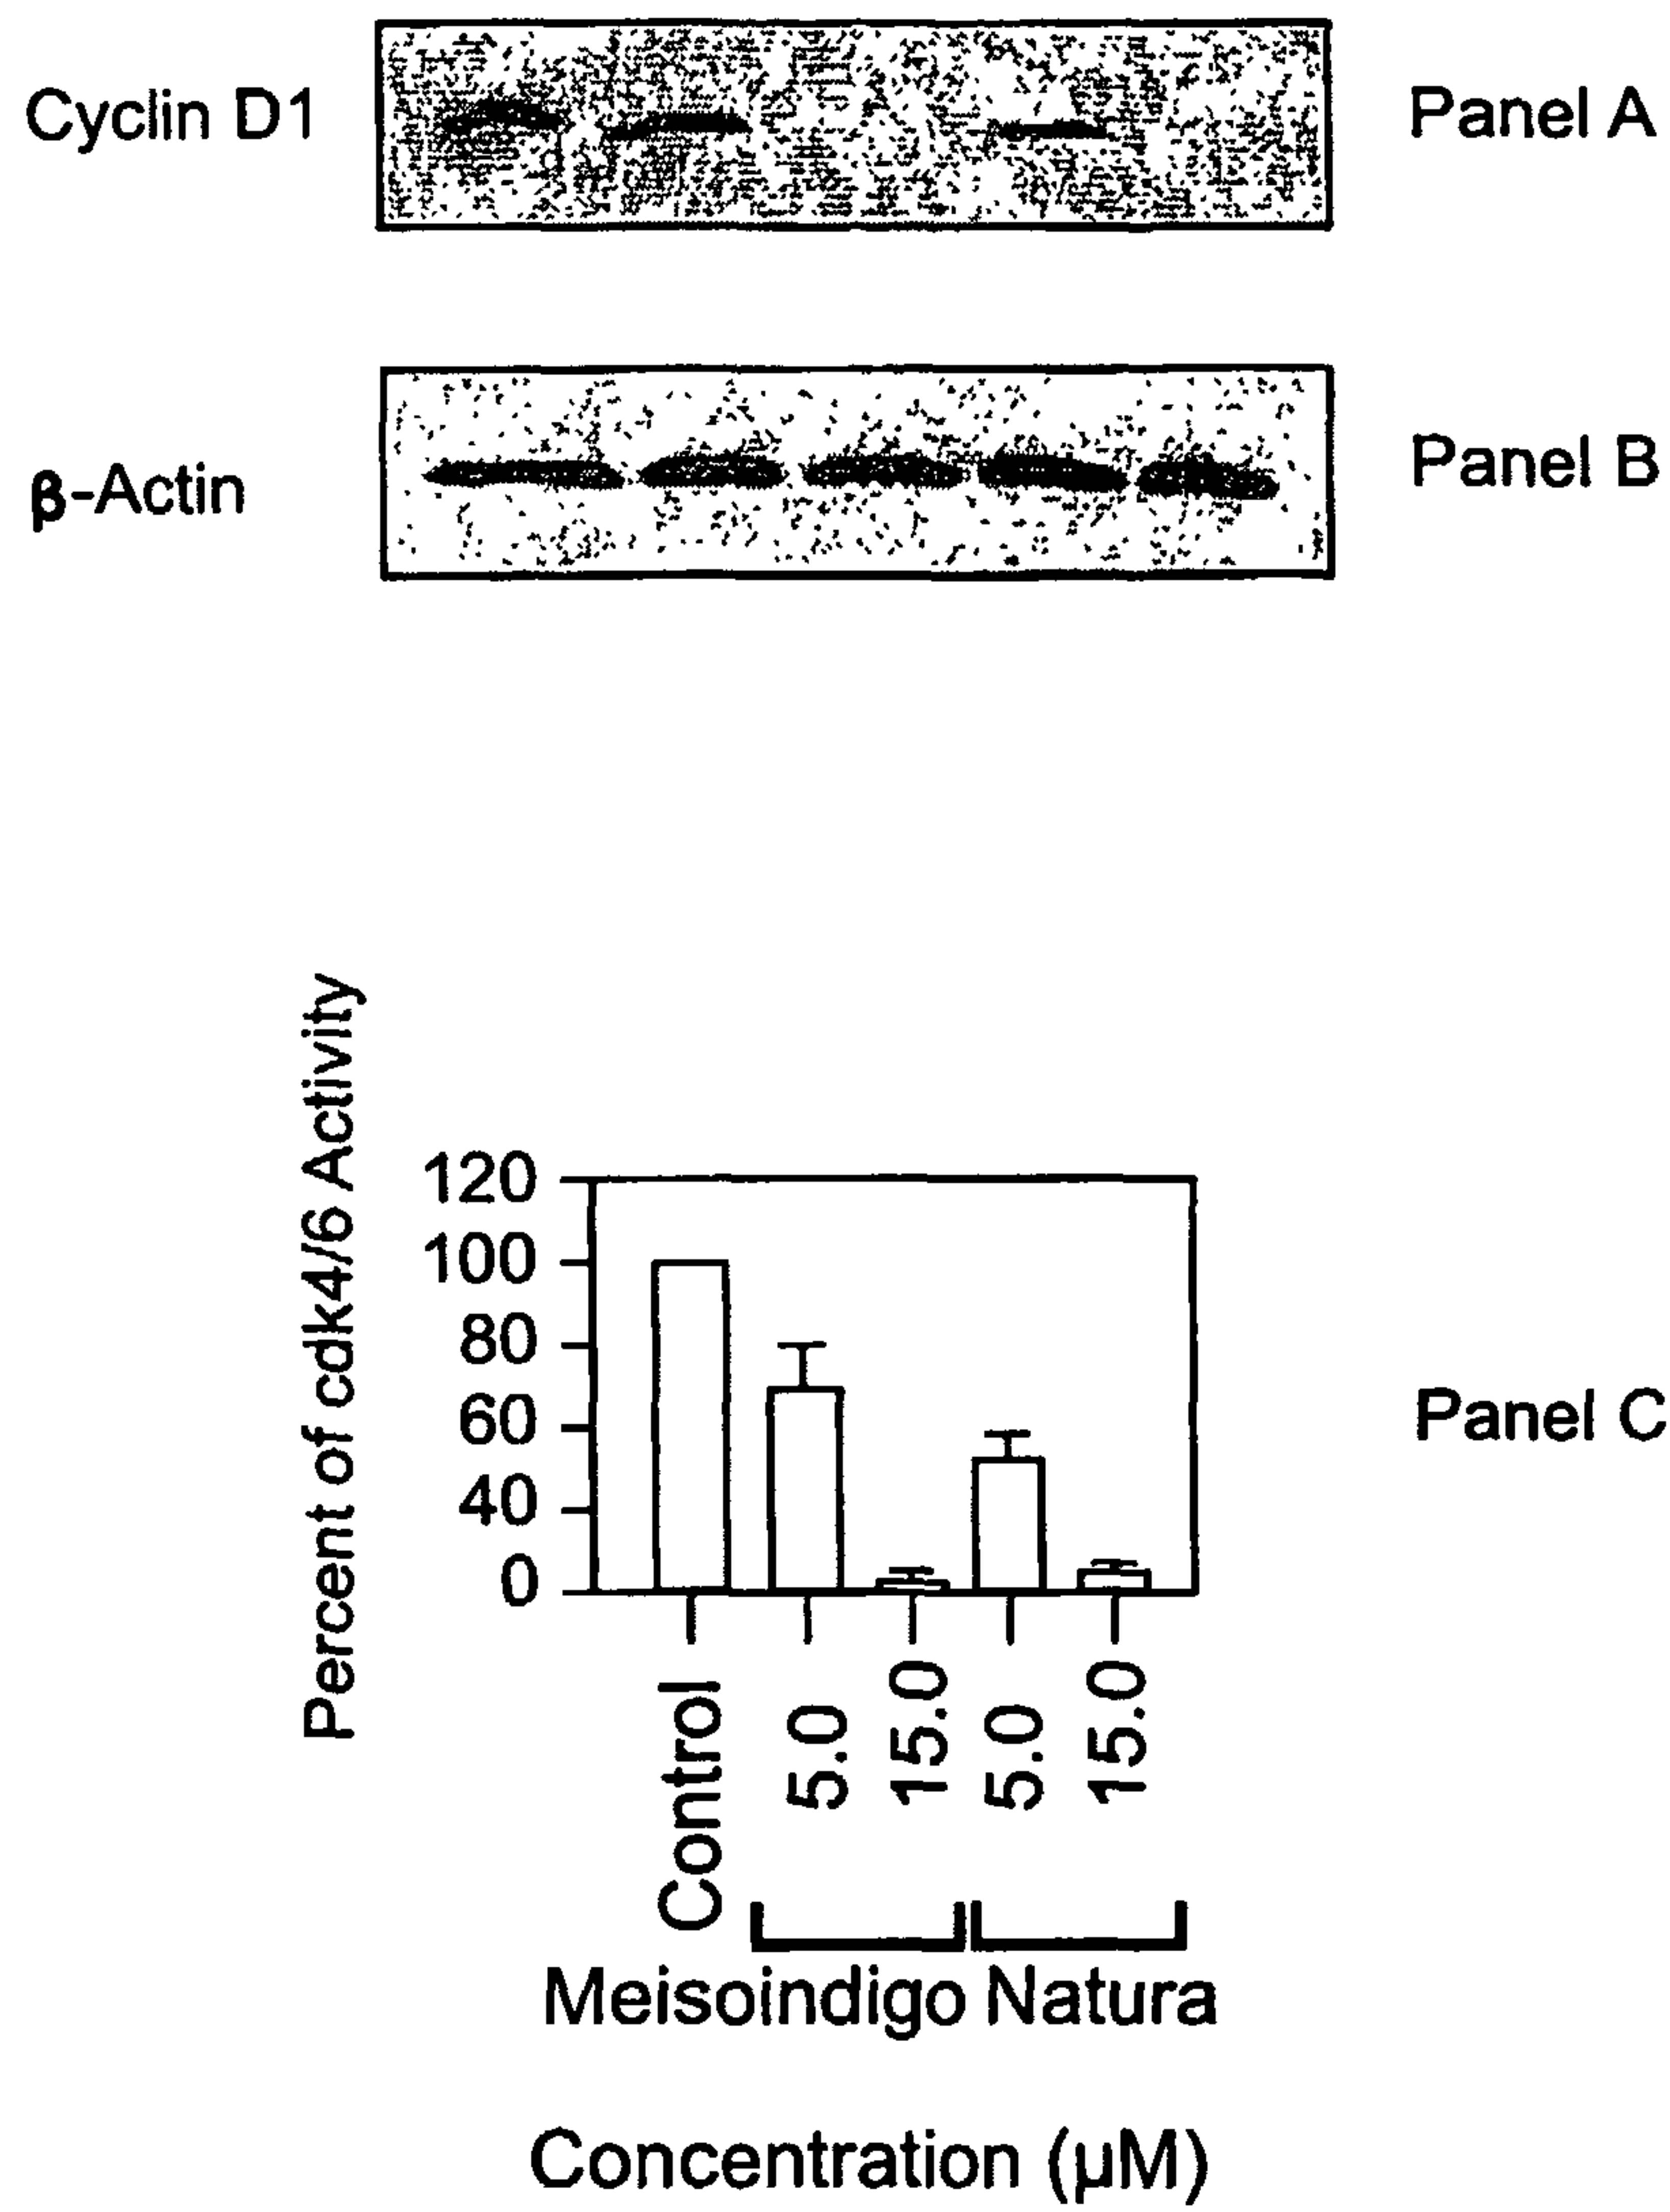 Cyclin D1
Panel A
β-Actin
Panel B
Percent of cdk4/6 Activity
120
100
80
60
40
0
Panel C
Control
5.0
15.0
5.0
15.0
Meisoindigo Natura
Concentration (µM)